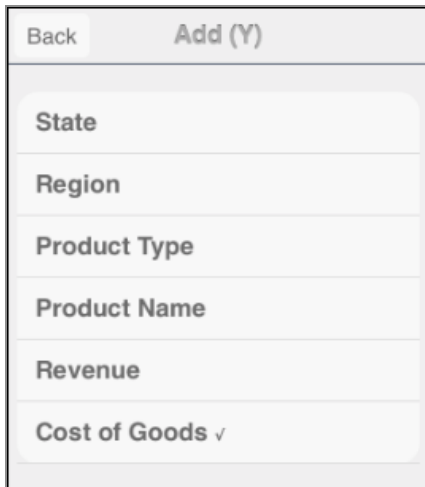 Back Add (Y)
State
Region
Product Type
Product Name
Revenue
Cost of Goods √